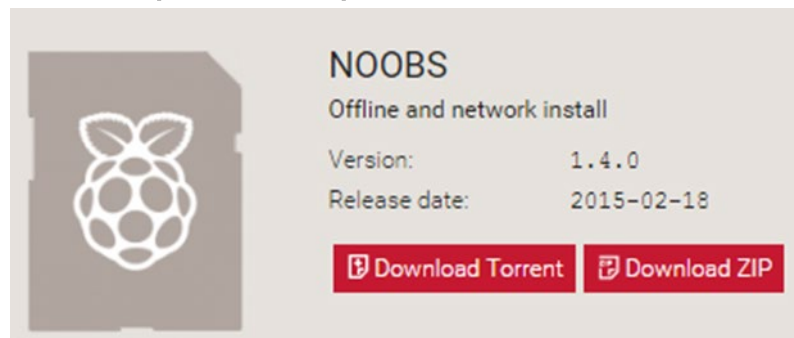 NOOBS
Offline and network install
Version: 1.4.0
Release date: 2015-02-18
Download Torrent Download ZIP